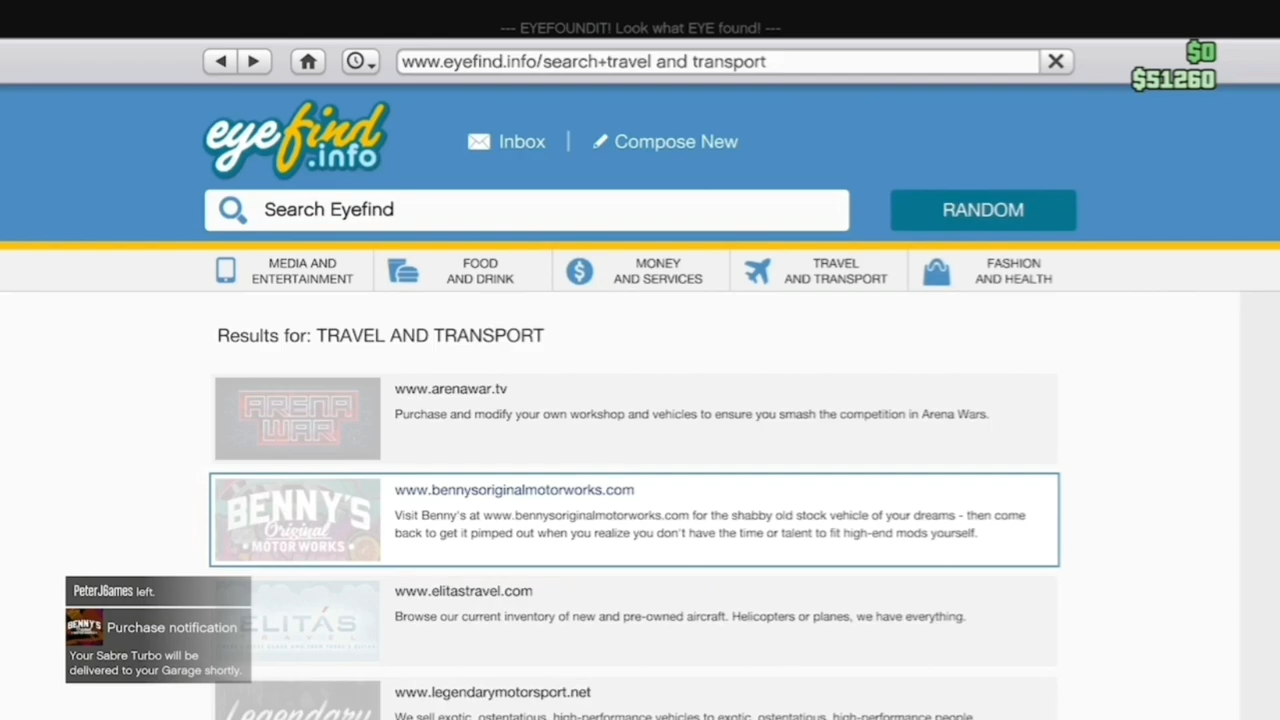 --- EYEFOUNDIT! Look what EYE found! ---
www.eyefind.info/search+travel and transport
$0
$51260
eyefind.info
Inbox
Compose New
Search Eyefind
RANDOM
MEDIA AND
ENTERTAINMENT
FOOD
AND DRINK
MONEY
AND SERVICES
TRAVEL
AND TRANSPORT
FASHION
AND HEALTH
Results for: TRAVEL AND TRANSPORT
ARENA
WAR
www.arenawar.tv
Purchase and modify your own workshop and vehicles to ensure you smash the competition in Arena Wars.
BENNY'S
Original
MOTOR WORKS
www.bennysoriginalmotorworks.com
Visit Benny's at www.bennysoriginalmotorworks.com for the shabby old stock vehicle of your dreams - then come
back to get it pimped out when you realize you don't have the time or talent to fit high-end mods yourself.
PeterJGames left.
BENNY'S
Purchase notification
Your Sabre Turbo will be
delivered to your Garage shortly.
ELITÁS
TRAVEL
www.elitastravel.com
Browse our current inventory of new and pre-owned aircraft. Helicopters or planes, we have everything.
Legendary
www.legendarymotorsport.net
We sell exotic, ostentatious, high-performance vehicles to exotic, ostentatious, high-performance people.